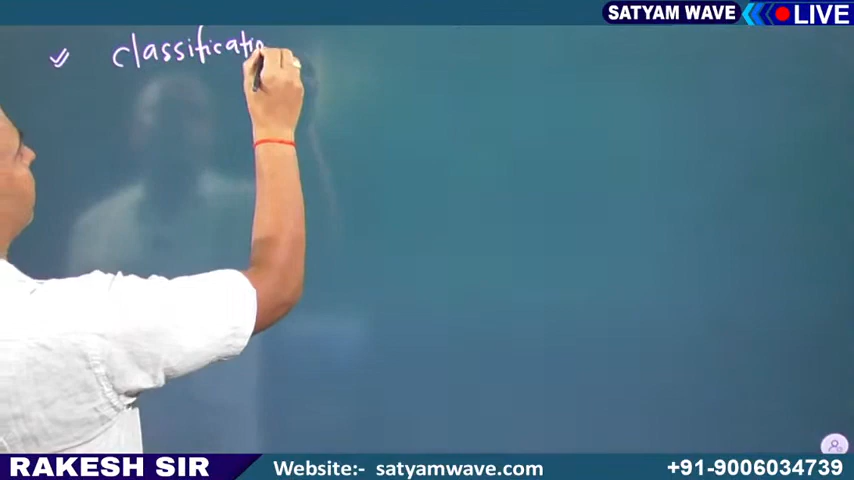 SATYAM WAVE LIVE
classificatio
RAKESH SIR Website:- satyamwave.com +91-9006034739